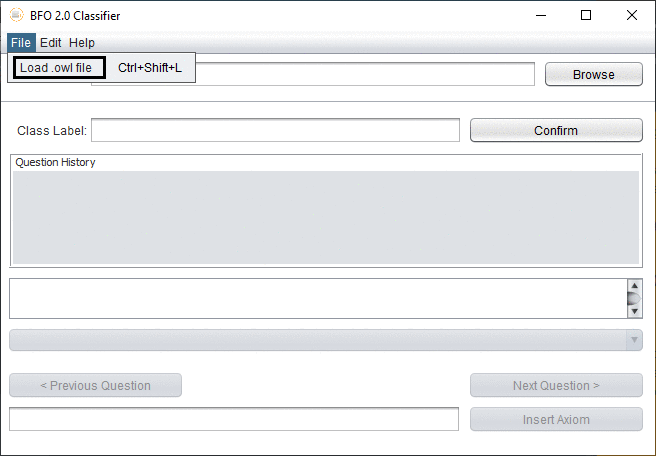 BFO 2.0 Classifier
File Edit Help
Load .owl file Ctrl+Shift+L
Browse
Class Label:
Confirm
Question History
< Previous Question
Next Question >
Insert Axiom